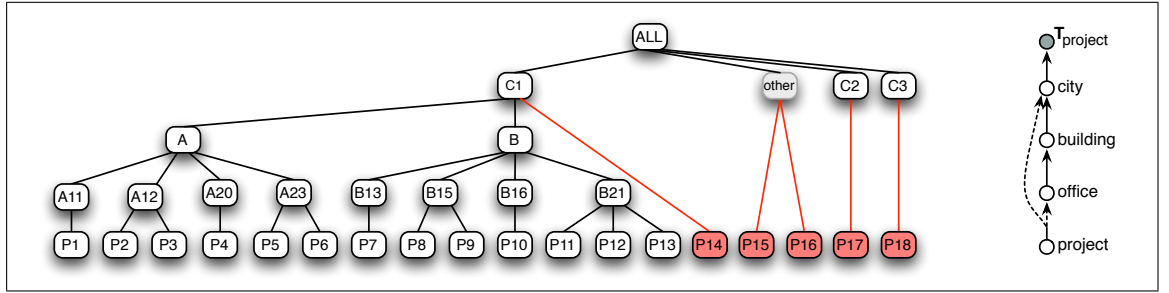 ALL
C1 other C2 C3
A B
A11 A12 A20 A23 B13 B15 B16 B21
P1 P2 P3 P4 P5 P6 P7 P8 P9 P10 P11 P12 P13 P14 P15 P16 P17 P18
Tproject
city
building
office
project